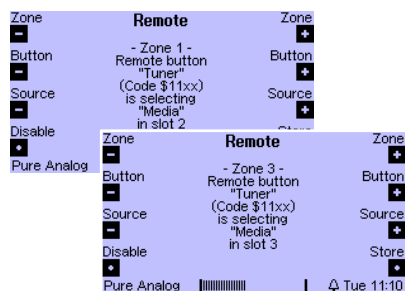 Zone Remote Zone
- Zone 1 -
Button Remote button Button
"Tuner"
(Code $11xx)
Source is selecting Source
"Media"
in slot 2
Disable
Pure Analog
Zone Remote Zone
- Zone 3 -
Button Remote button Button
"Tuner"
(Code $11xx)
Source is selecting Source
"Media"
in slot 3
Disable Store
Pure Analog Tue 11:10